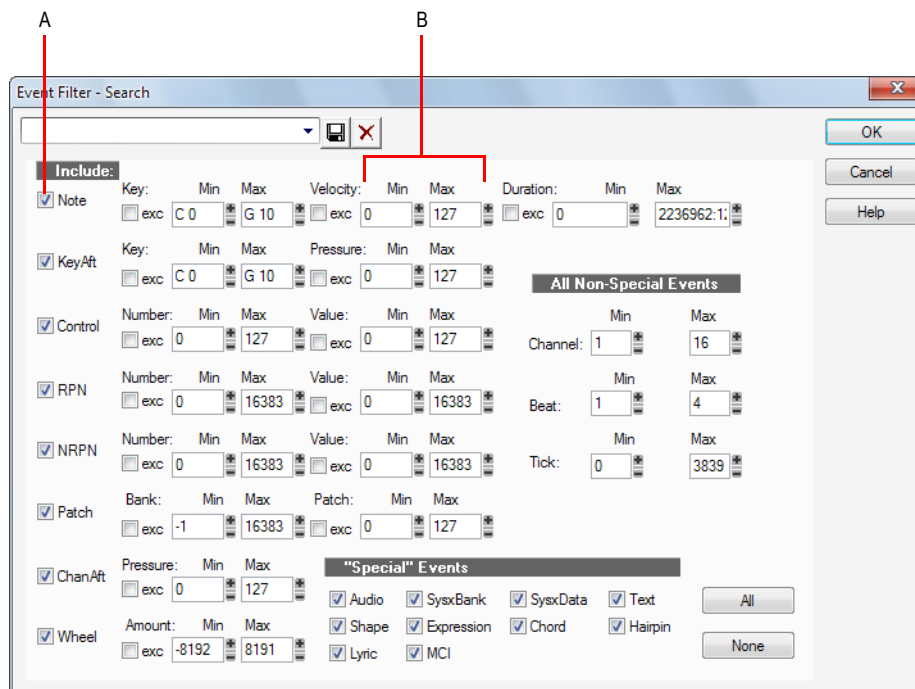 A B
Event Filter - Search
OK
Cancel
Help
Include:
Note Key: Min Max Velocity: Min Max Duration: Min Max
exc C 0 G 10 exc 0 127 exc 0 2236962:1
KeyAft Key: Min Max Pressure: Min Max
exc C 0 G 10 exc 0 127
All Non-Special Events
Control Number: Min Max Value: Min Max
exc 0 127 exc 0 127
Min Max
Channel: 1 16
RPN Number: Min Max Value: Min Max
exc 0 16383 exc 0 16383
Min Max
Beat: 1 4
NRPN Number: Min Max Value: Min Max
exc 0 16383 exc 0 16383
Min Max
Tick: 0 3839
Patch Bank: Min Max Patch: Min Max
exc -1 16383 exc 0 127
ChanAft Pressure: Min Max
exc 0 127
"Special" Events
Audio SysxBank SysxData Text All
Shape Expression Chord Hairpin
Lyric MCI None
Wheel Amount: Min Max
exc -8192 8191